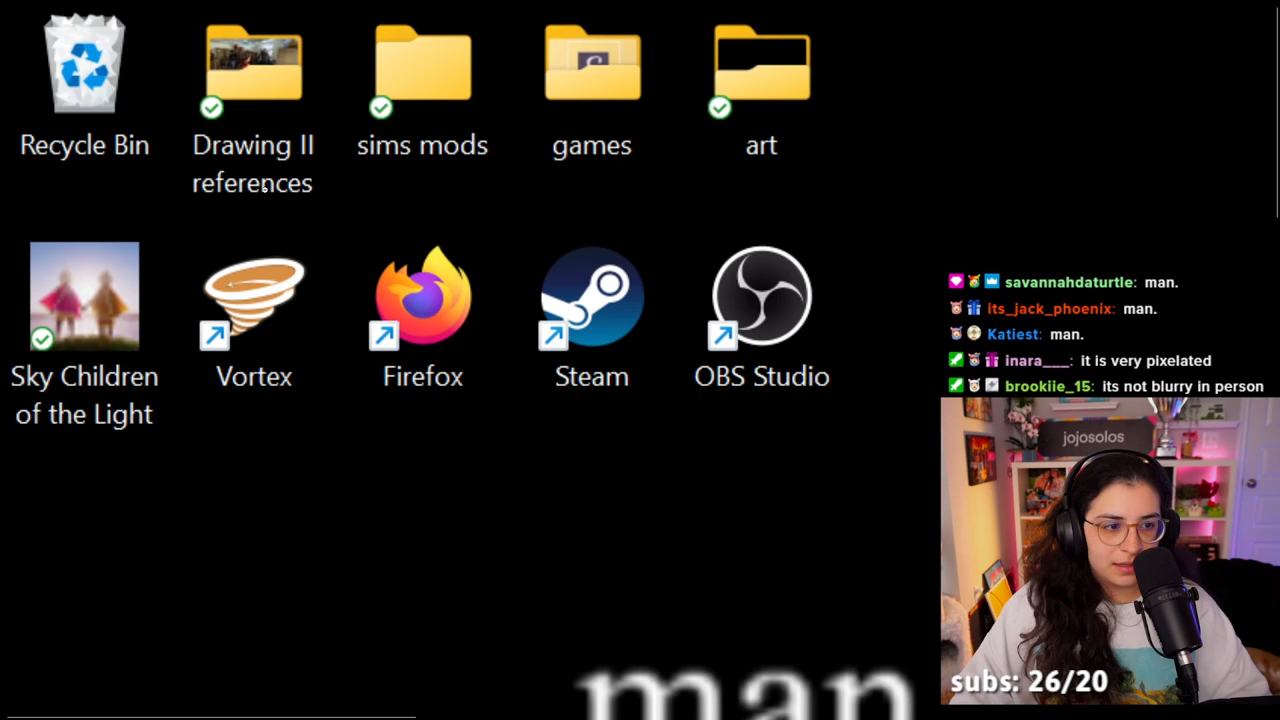 Recycle Bin
Drawing II
references
sims mods
games
art
Sky Children
of the Light
Vortex
Firefox
Steam
OBS Studio
savannahdaturtle: man.
its_jack_phoenix: man.
Katiest: man.
inara___: it is very pixelated
brookiie_15: its not blurry in person
jojosolos
subs: 26/20
man